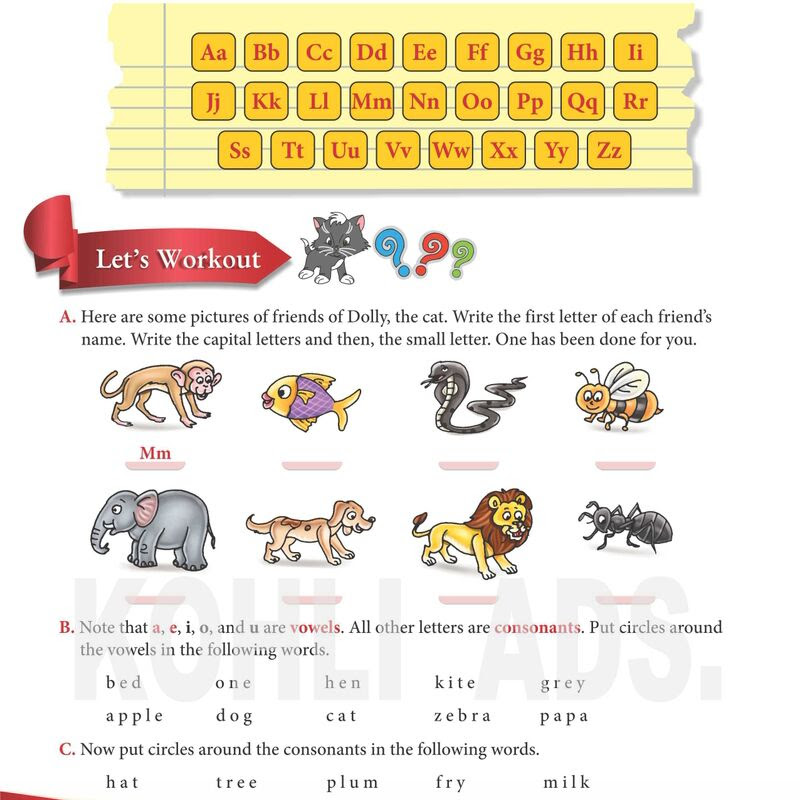 Aa Bb Cc Dd Ee Ff Gg Hh Ii
Jj Kk Ll Mm Nn Oo Pp Qq Rr
Ss Tt Uu Vv Ww Xx Yy Zz
Let's Workout
A. Here are some pictures of friends of Dolly, the cat. Write the first letter of each friend's
name. Write the capital letters and then, the small letter. One has been done for you.
Mm
B. Note that a, e, i, o, and u are vowels. All other letters are consonants. Put circles around
the vowels in the following words.
bed one hen kite grey
apple dog cat zebra papa
C. Now put circles around the consonants in the following words.
hat tree plum fry milk
KOHLI ADS.